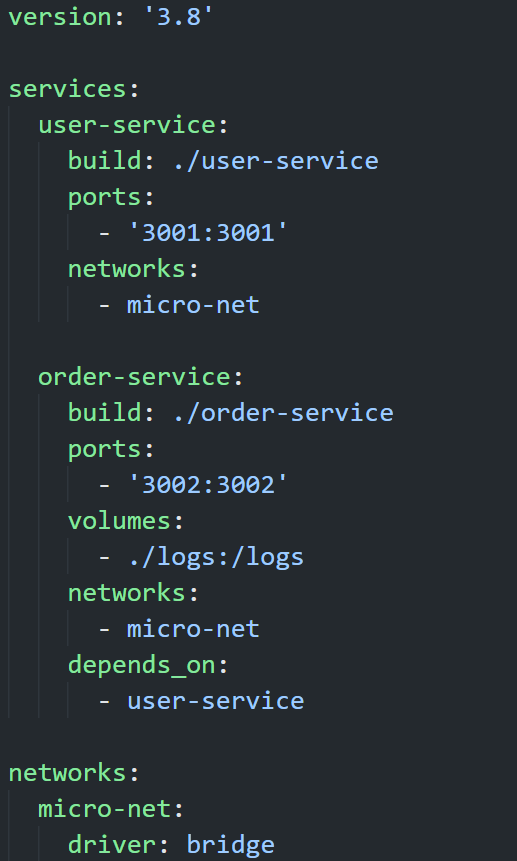 version: '3.8'

services:
  user-service:
    build: ./user-service
    ports:
      - '3001:3001'
    networks:
      - micro-net

  order-service:
    build: ./order-service
    ports:
      - '3002:3002'
    volumes:
      - ./logs:/logs
    networks:
      - micro-net
    depends_on:
      - user-service

networks:
  micro-net:
    driver: bridge